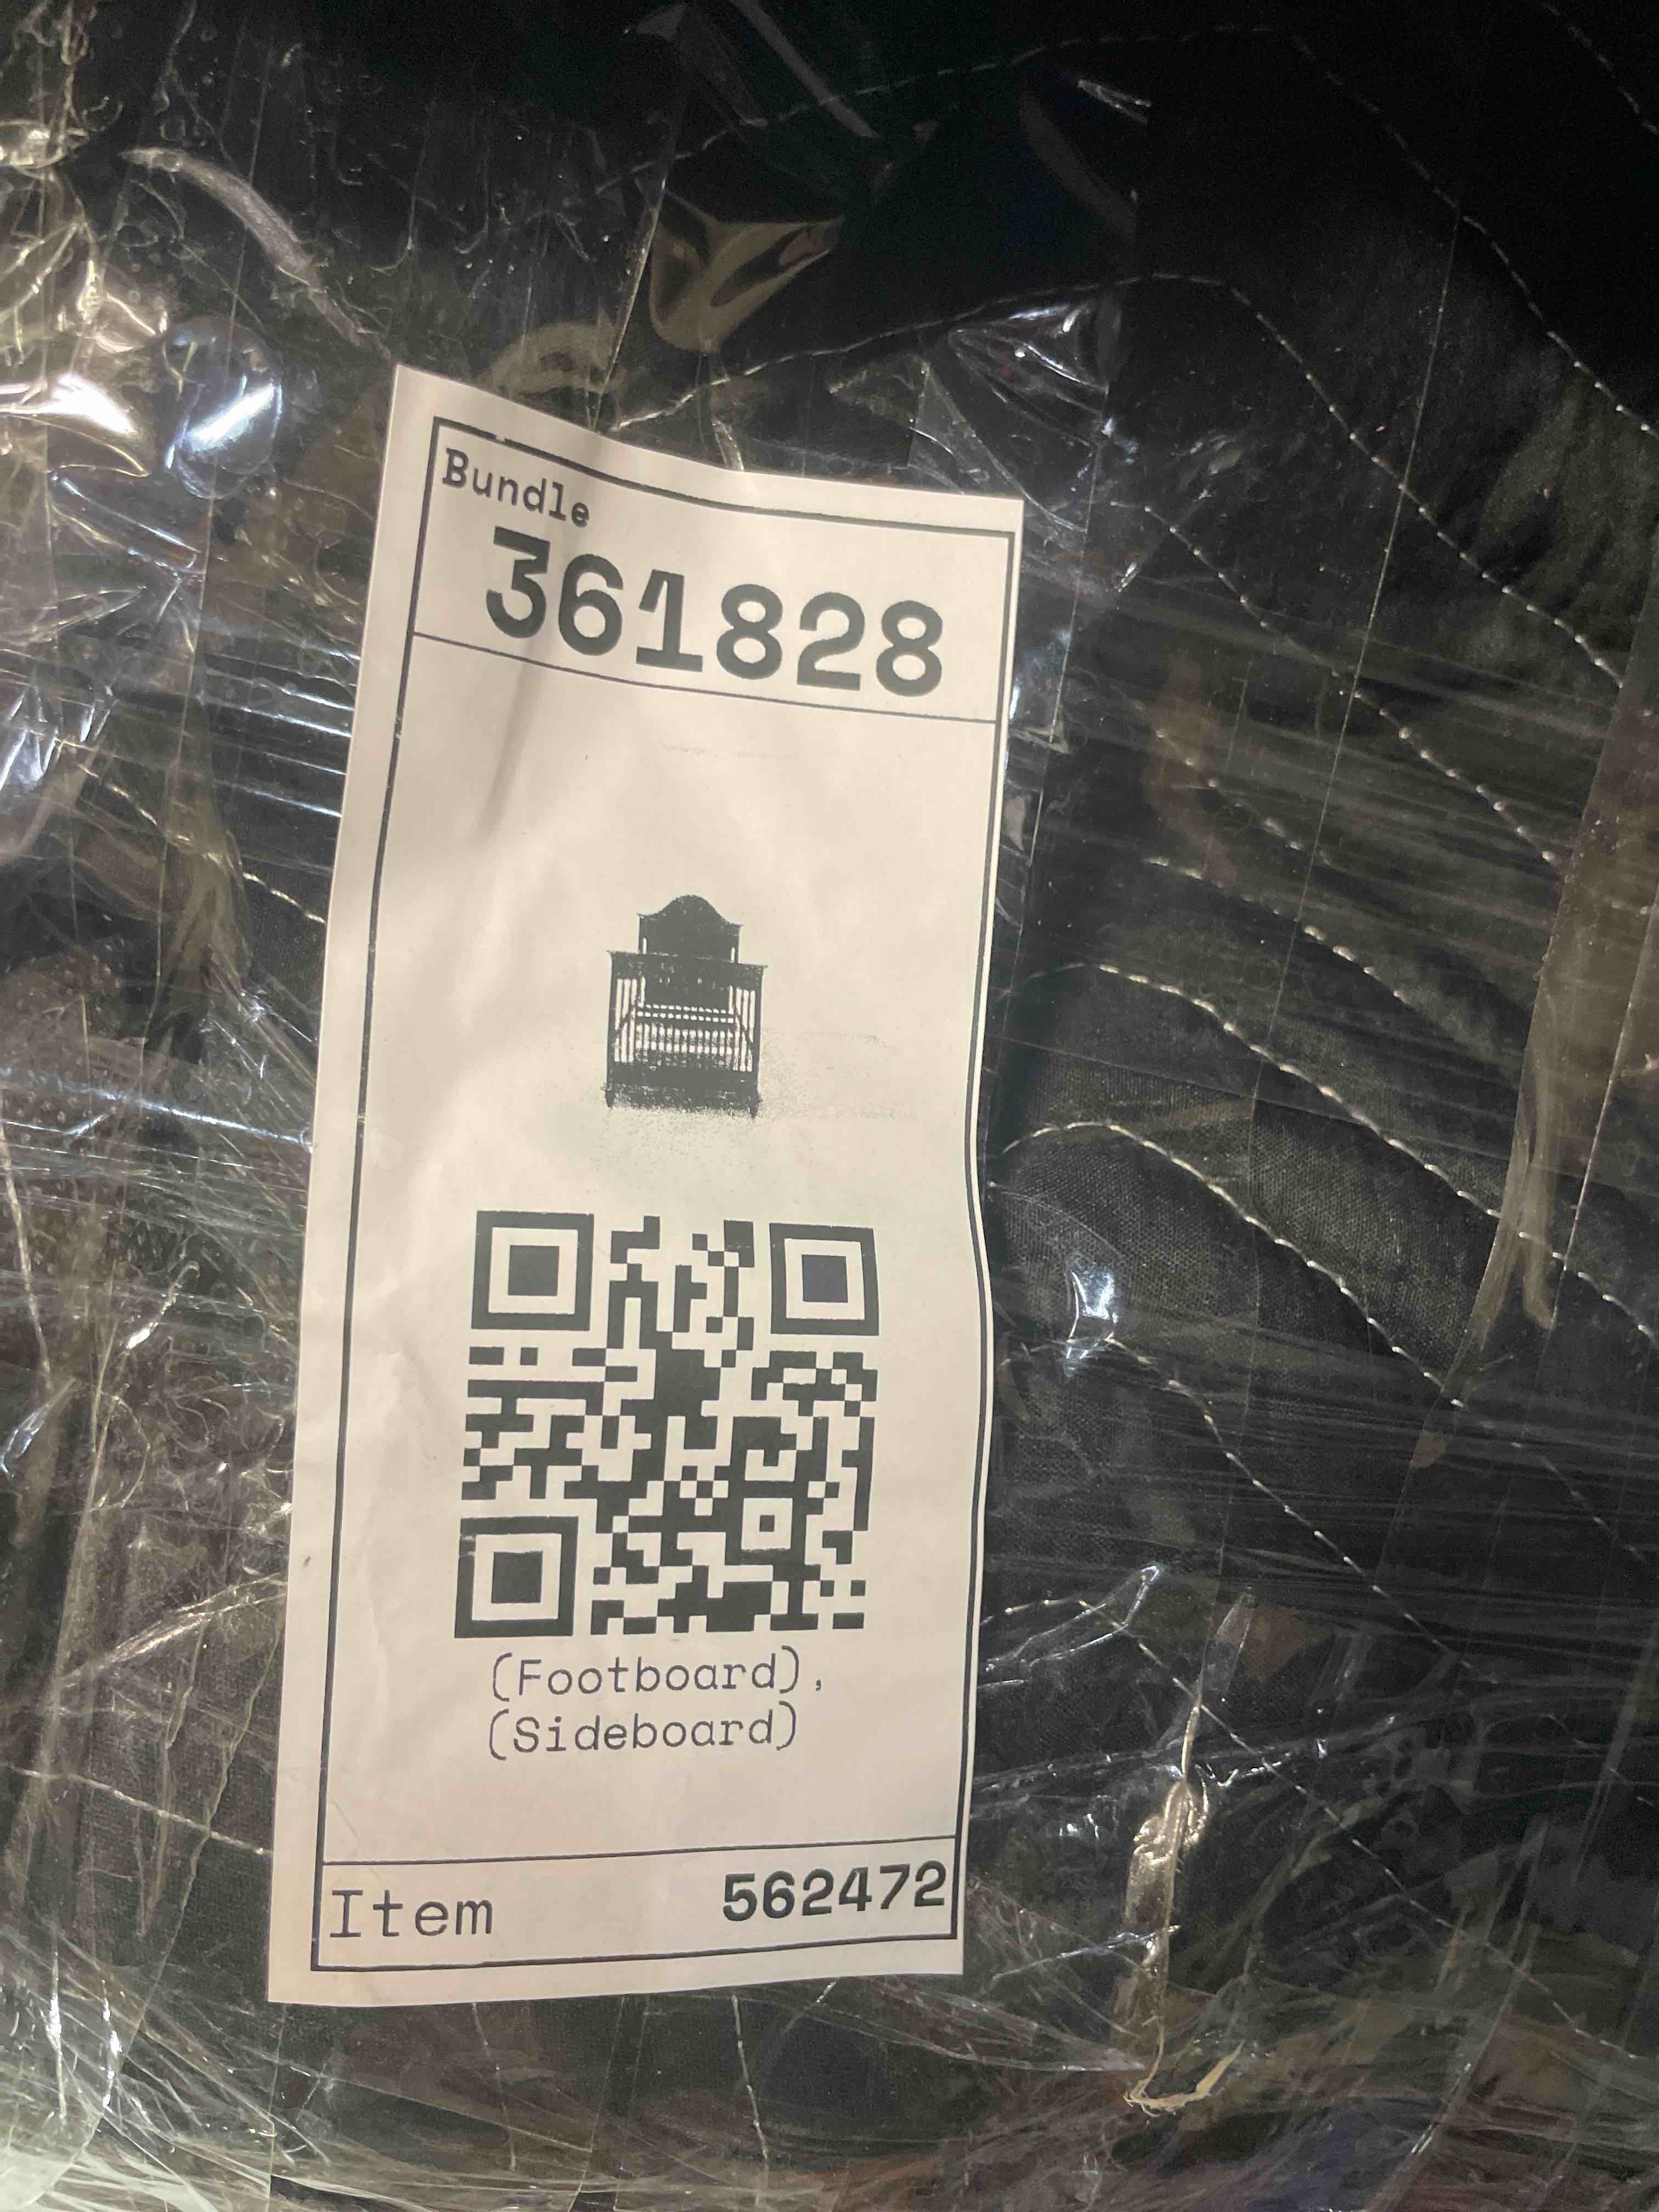 Bundle
361828
(Footboard),
(Sideboard)
Item 562472